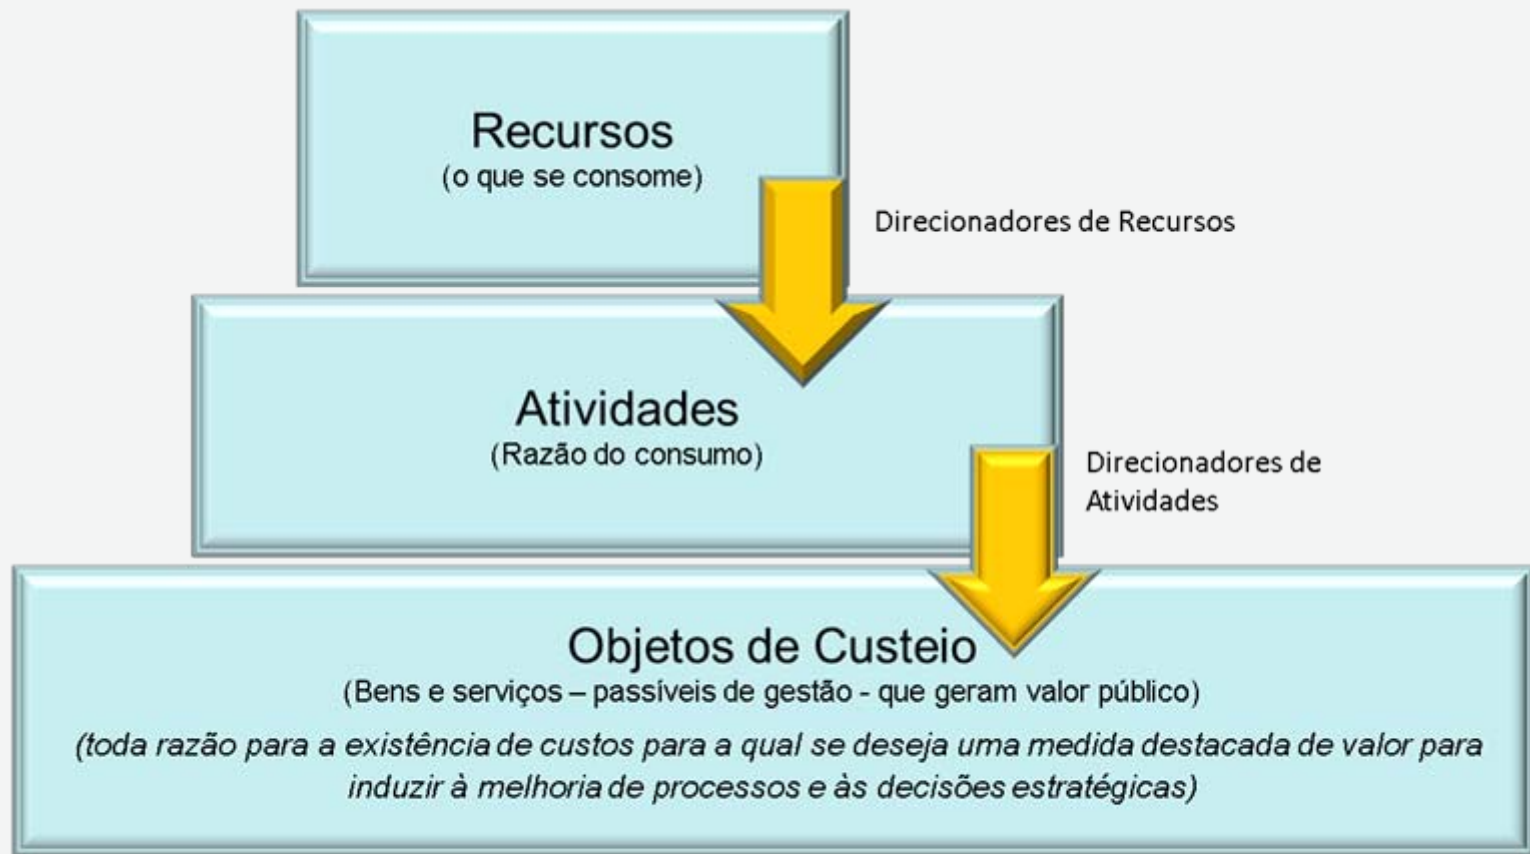 Recursos
(o que se consome)
Direcionadores de Recursos
Atividades
(Razão do consumo)
Direcionadores de
Atividades
Objetos de Custeio
(Bens e serviços – passíveis de gestão - que geram valor público)
(toda razão para a existência de custos para a qual se deseja uma medida destacada de valor para
induzir à melhoria de processos e às decisões estratégicas)